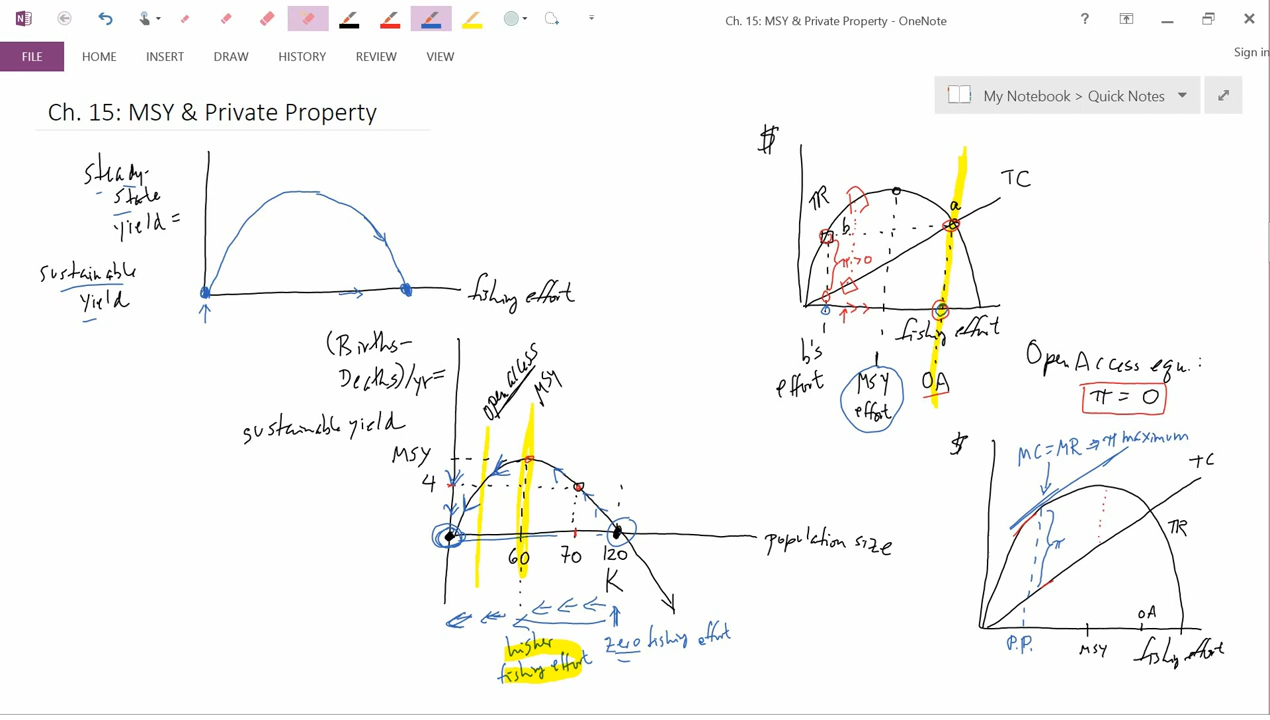 Ch. 15: MSY & Private Property - OneNote
?
Sign in
FILE HOME INSERT DRAW HISTORY REVIEW VIEW
My Notebook > Quick Notes
Ch. 15: MSY & Private Property
steady-
state
yield =
sustainable
yield
fishing effort
$
TR
TC
a
b
π>0
fishing effort
b's
effort
MSY
effort
OA
Open Access equ.:
π = 0
(Births-
Deaths)/yr=
sustainable yield
open access
MSY
MSY
4
60 70 120
K
population size
higher
fishing effort
zero fishing effort
$
MC=MR ⇒ π maximum
TC
TR
π
P.P.
MSY
OA
fishing effort